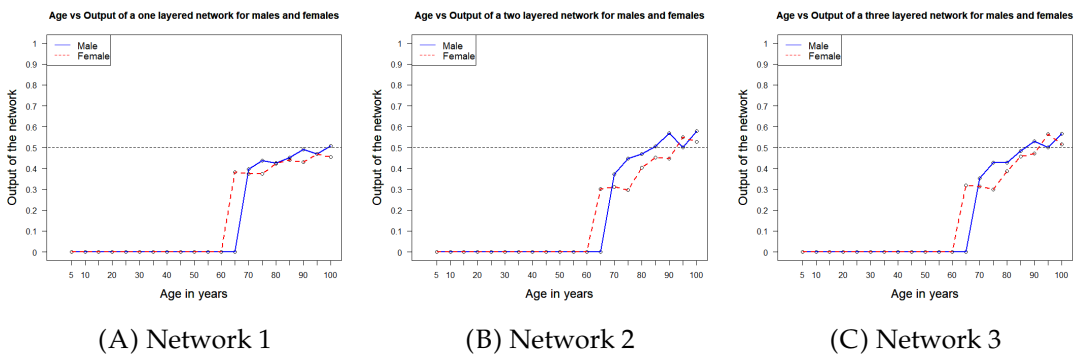 Age vs Output of a one layered network for males and females
1
0.9
0.8
0.7
0.6
0.5
0.4
0.3
0.2
0.1
0
Output of the network
Male
Female
5 10 20 30 40 50 60 70 80 90 100
Age in years
(A) Network 1
Age vs Output of a two layered network for males and females
1
0.9
0.8
0.7
0.6
0.5
0.4
0.3
0.2
0.1
0
Output of the network
Male
Female
5 10 20 30 40 50 60 70 80 90 100
Age in years
(B) Network 2
Age vs Output of a three layered network for males and females
1
0.9
0.8
0.7
0.6
0.5
0.4
0.3
0.2
0.1
0
Output of the network
Male
Female
5 10 20 30 40 50 60 70 80 90 100
Age in years
(C) Network 3